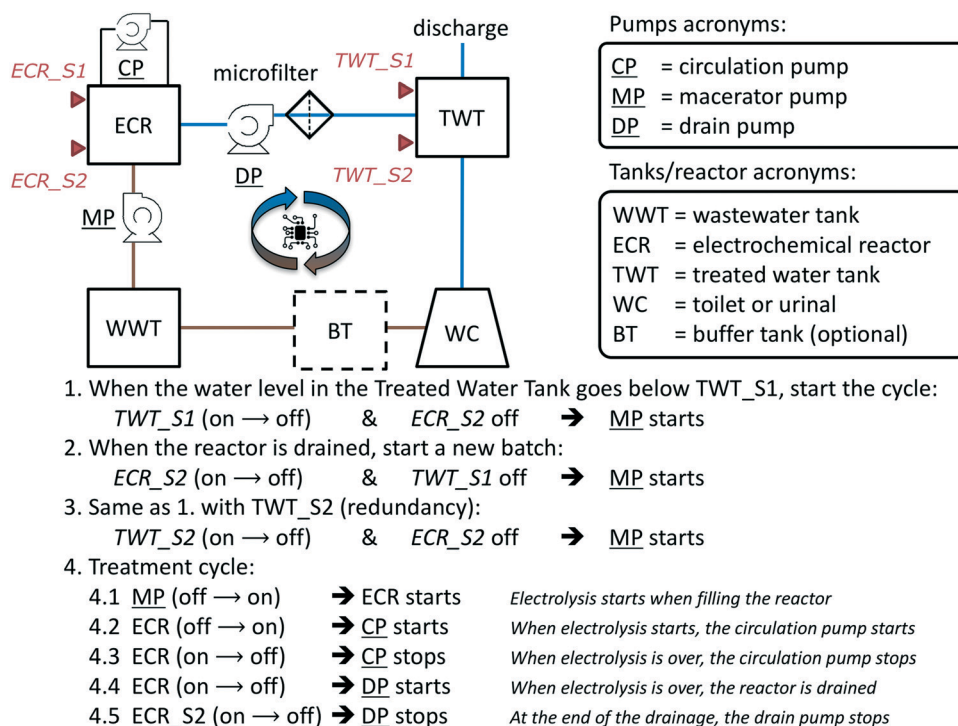 discharge
ECR_S1
CP
microfilter
TWT_S1
ECR
TWT
ECR_S2
DP
TWT_S2
MP
WWT
BT
WC
Pumps acronyms:
CP = circulation pump
MP = macerator pump
DP = drain pump
Tanks/reactor acronyms:
WWT = wastewater tank
ECR = electrochemical reactor
TWT = treated water tank
WC = toilet or urinal
BT = buffer tank (optional)
1. When the water level in the Treated Water Tank goes below TWT_S1, start the cycle:
TWT_S1 (on → off) & ECR_S2 off ➔ MP starts
2. When the reactor is drained, start a new batch:
ECR_S2 (on → off) & TWT_S1 off ➔ MP starts
3. Same as 1. with TWT_S2 (redundancy):
TWT_S2 (on → off) & ECR_S2 off ➔ MP starts
4. Treatment cycle:
4.1 MP (off → on) ➔ ECR starts Electrolysis starts when filling the reactor
4.2 ECR (off → on) ➔ CP starts When electrolysis starts, the circulation pump starts
4.3 ECR (on → off) ➔ CP stops When electrolysis is over, the circulation pump stops
4.4 ECR (on → off) ➔ DP starts When electrolysis is over, the reactor is drained
4.5 ECR_S2 (on → off) ➔ DP stops At the end of the drainage, the drain pump stops